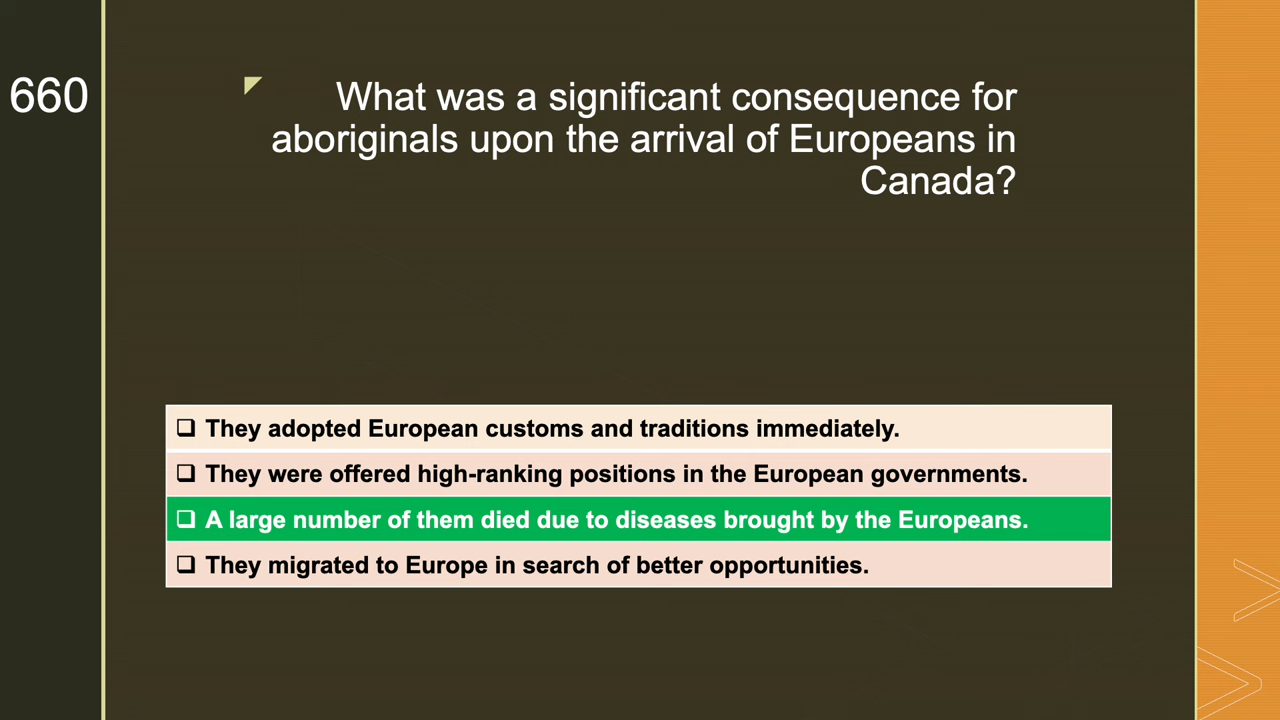 660
What was a significant consequence for
aboriginals upon the arrival of Europeans in
Canada?
❑ They adopted European customs and traditions immediately.
❑ They were offered high-ranking positions in the European governments.
❑ A large number of them died due to diseases brought by the Europeans.
❑ They migrated to Europe in search of better opportunities.